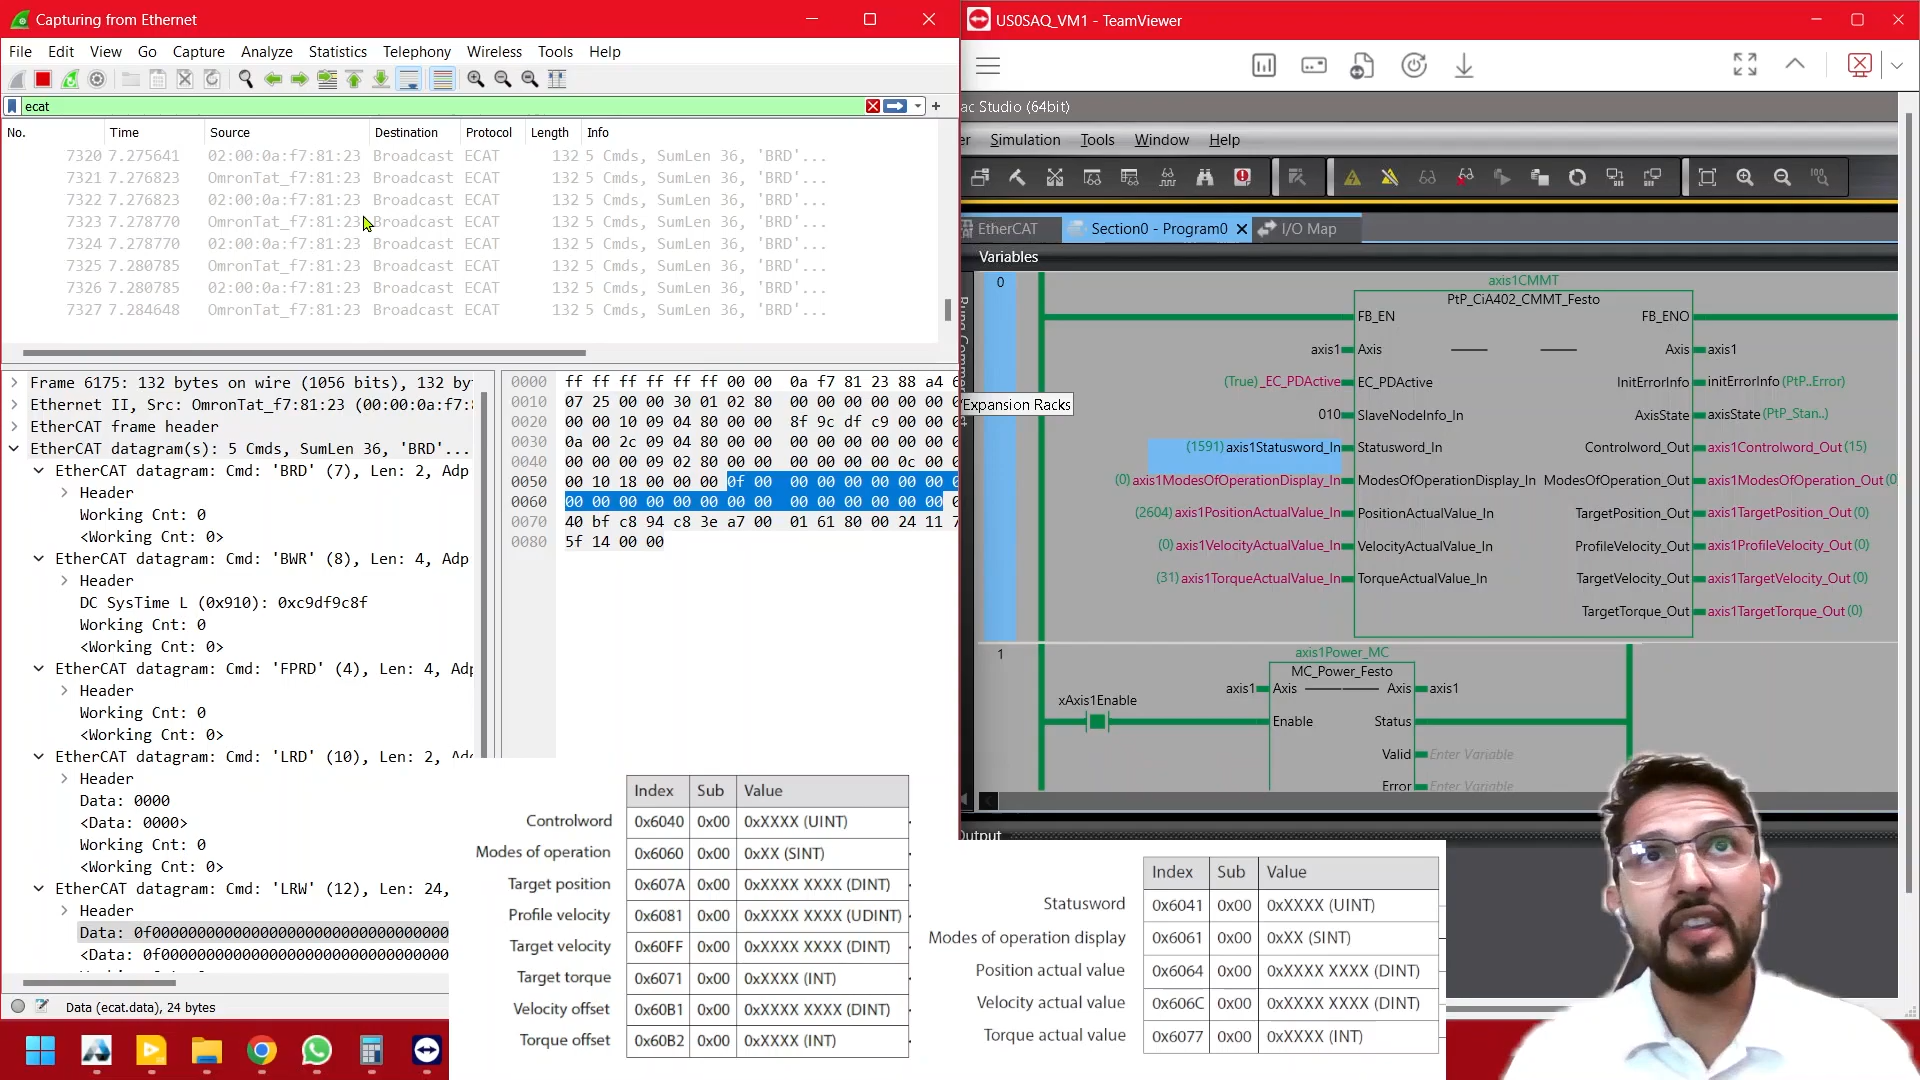 Capturing from Ethernet
File Edit View Go Capture Analyze Statistics Telephony Wireless Tools Help
ecat
No. Time Source Destination Protocol Length Info
7320 7.275641 02:00:0a:f7:81:23 Broadcast ECAT 132 5 Cmds, SumLen 36, 'BRD'...
7321 7.276823 OmronTat_f7:81:23 Broadcast ECAT 132 5 Cmds, SumLen 36, 'BRD'...
7322 7.276823 02:00:0a:f7:81:23 Broadcast ECAT 132 5 Cmds, SumLen 36, 'BRD'...
7323 7.278770 OmronTat_f7:81:23 Broadcast ECAT 132 5 Cmds, SumLen 36, 'BRD'...
7324 7.278770 02:00:0a:f7:81:23 Broadcast ECAT 132 5 Cmds, SumLen 36, 'BRD'...
7325 7.280785 OmronTat_f7:81:23 Broadcast ECAT 132 5 Cmds, SumLen 36, 'BRD'...
7326 7.280785 02:00:0a:f7:81:23 Broadcast ECAT 132 5 Cmds, SumLen 36, 'BRD'...
7327 7.284648 OmronTat_f7:81:23 Broadcast ECAT 132 5 Cmds, SumLen 36, 'BRD'...
Frame 6175: 132 bytes on wire (1056 bits), 132 by
Ethernet II, Src: OmronTat_f7:81:23 (00:00:0a:f7:
EtherCAT frame header
EtherCAT datagram(s): 5 Cmds, SumLen 36, 'BRD'...
EtherCAT datagram: Cmd: 'BRD' (7), Len: 2, Adp
Header
Working Cnt: 0
<Working Cnt: 0>
EtherCAT datagram: Cmd: 'BWR' (8), Len: 4, Adp
Header
DC SysTime L (0x910): 0xc9df9c8f
Working Cnt: 0
<Working Cnt: 0>
EtherCAT datagram: Cmd: 'FPRD' (4), Len: 4, Adp
Header
Working Cnt: 0
<Working Cnt: 0>
EtherCAT datagram: Cmd: 'LRD' (10), Len: 2, Ad
Header
Data: 0000
<Data: 0000>
Working Cnt: 0
<Working Cnt: 0>
EtherCAT datagram: Cmd: 'LRW' (12), Len: 24,
Header
Data: 0f0000000000000000000000000000000000
<Data: 0f000000000000000000000000000000000
Data (ecat.data), 24 bytes
0000 ff ff ff ff ff ff 00 00 0a f7 81 23 88 a4
0010 07 25 00 00 30 01 02 80 00 00 00 00 00 00
0020 00 00 10 09 04 80 00 00 8f 9c df c9 00 00
0030 0a 00 2c 09 04 80 00 00 00 00 00 00 00 00
0040 00 00 00 09 02 80 00 00 00 00 00 00 0c 00
0050 00 10 18 00 00 00 0f 00 00 00 00 00 00 00
0060 00 00 00 00 00 00 00 00 00 00 00 00 00 00
0070 40 bf c8 94 c8 3e a7 00 01 61 80 00 24 11
0080 5f 14 00 00
Index Sub Value
Controlword 0x6040 0x00 0xXXXX (UINT)
Modes of operation 0x6060 0x00 0xXX (SINT)
Target position 0x607A 0x00 0xXXXX XXXX (DINT)
Profile velocity 0x6081 0x00 0xXXXX XXXX (UDINT)
Target velocity 0x60FF 0x00 0xXXXX XXXX (DINT)
Target torque 0x6071 0x00 0xXXXX (INT)
Velocity offset 0x60B1 0x00 0xXXXX XXXX (DINT)
Torque offset 0x60B2 0x00 0xXXXX (INT)
US0SAQ_VM1 - TeamViewer
ac Studio (64bit)
er Simulation Tools Window Help
EtherCAT Section0 - Program0 I/O Map
Variables
Expansion Racks
0
axis1CMMT
PtP_CiA402_CMMT_Festo
FB_EN FB_ENO
axis1 Axis Axis axis1
(True) _EC_PDActive EC_PDActive InitErrorInfo initErrorInfo (PtP..Error)
010 SlaveNodeInfo_In AxisState axisState (PtP_Stan..)
(1591) axis1Statusword_In Statusword_In Controlword_Out axis1Controlword_Out (15)
(0) axis1ModesOfOperationDisplay_In ModesOfOperationDisplay_In ModesOfOperation_Out axis1ModesOfOperation_Out (0
(2604) axis1PositionActualValue_In PositionActualValue_In TargetPosition_Out axis1TargetPosition_Out (0)
(0) axis1VelocityActualValue_In VelocityActualValue_In ProfileVelocity_Out axis1ProfileVelocity_Out (0)
(31) axis1TorqueActualValue_In TorqueActualValue_In TargetVelocity_Out axis1TargetVelocity_Out (0)
TargetTorque_Out axis1TargetTorque_Out (0)
1
axis1Power_MC
MC_Power_Festo
axis1 Axis Axis axis1
xAxis1Enable
Enable Status
Valid Enter Variable
Error Enter Variable
Output
Index Sub Value
Statusword 0x6041 0x00 0xXXXX (UINT)
Modes of operation display 0x6061 0x00 0xXX (SINT)
Position actual value 0x6064 0x00 0xXXXX XXXX (DINT)
Velocity actual value 0x606C 0x00 0xXXXX XXXX (DINT)
Torque actual value 0x6077 0x00 0xXXXX (INT)